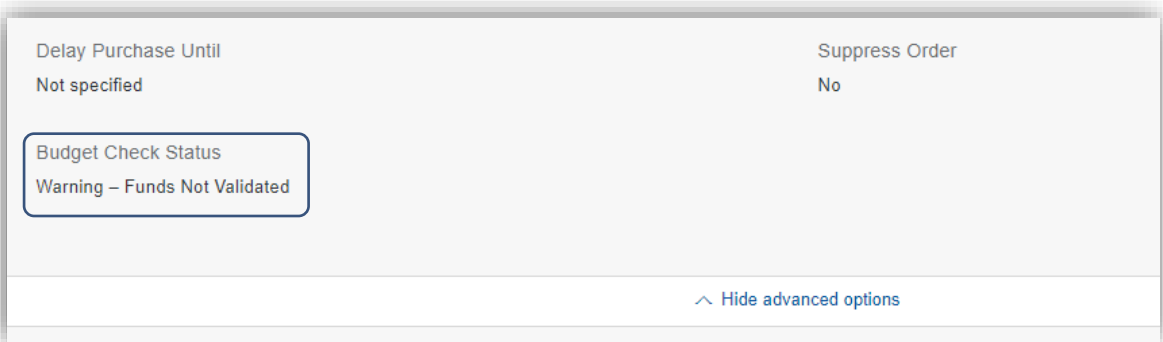 Delay Purchase Until
Suppress Order
Not specified
No
Budget Check Status
Warning – Funds Not Validated
Hide advanced options